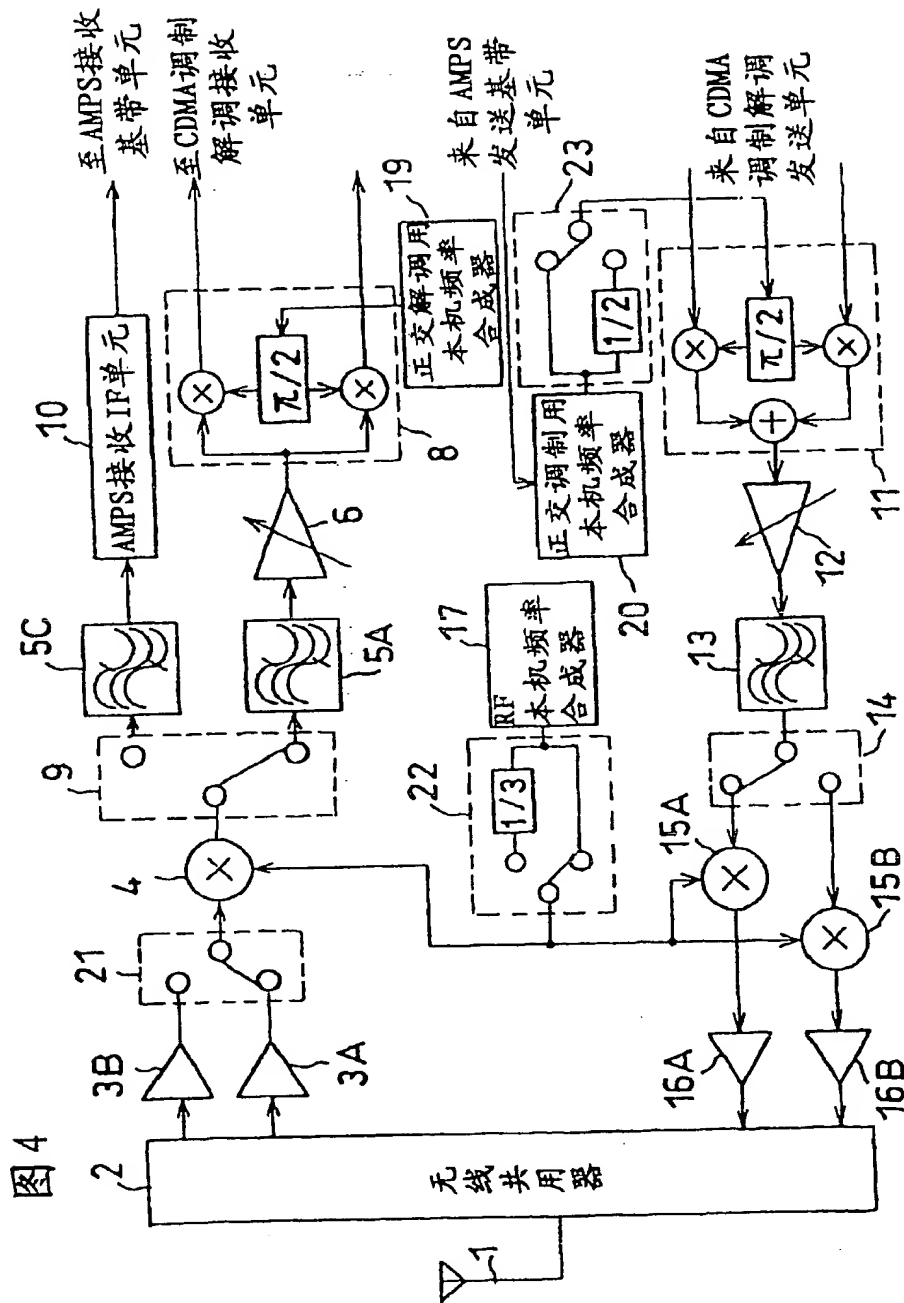 图4
1
2
无线共用器
3B
3A
21
4
9
5C
5A
10
AMPS接收IF单元
至AMPS接收
基带单元
6
8
π/2
至CDMA调制
解调接收
单元
19
正交解调用
本机频率
合成器
22
1/3
17
RF
本机频率
合成器
20
正交调制用
本机频率
合成器
来自AMPS
发送基带
单元
23
1/2
来自CDMA
调制解调
发送单元
π/2
11
12
13
14
15A
15B
16A
16B